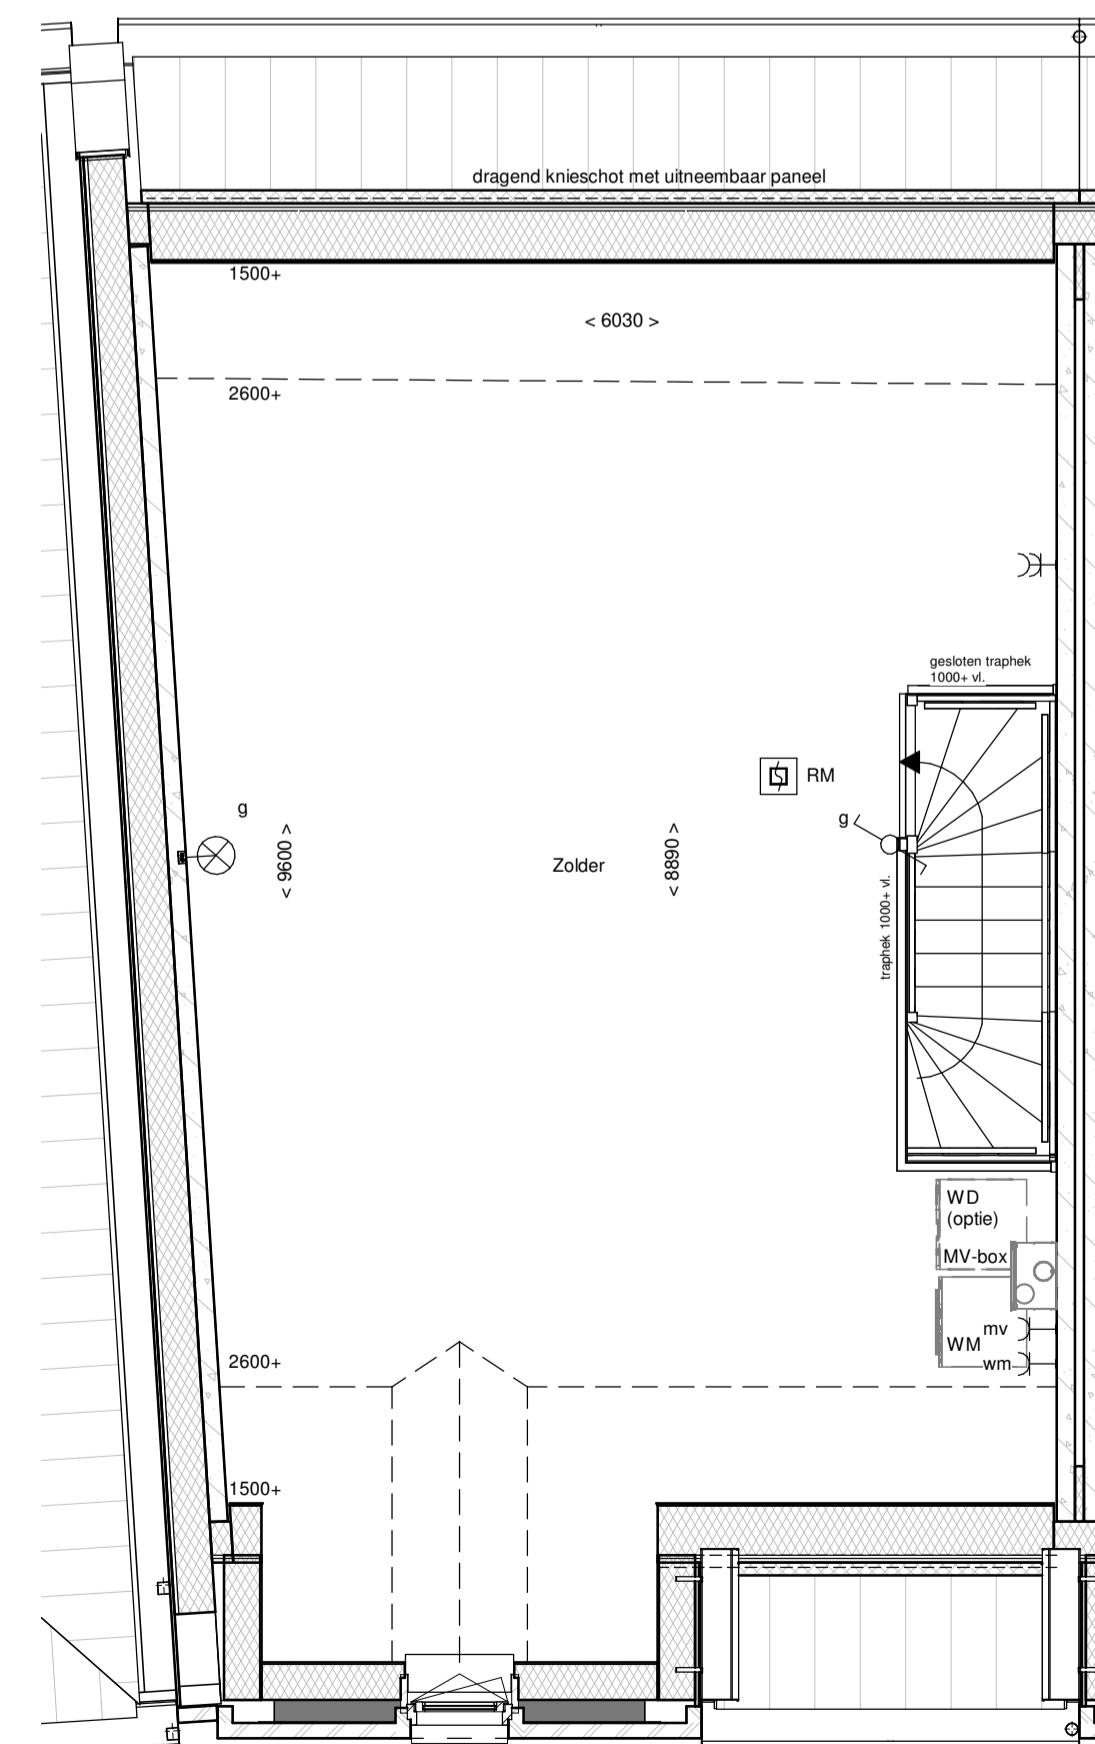 dragend knieschot met uitneembaar paneel
1500+
< 6030 >
2600+
gesloten traphek
1000+ vl.
RM
g
g
< 9600 >
Zolder
< 8890 >
traphek 1000+ vl.
WD
(optie)
MV-box
mv
WM
wm
2600+
1500+